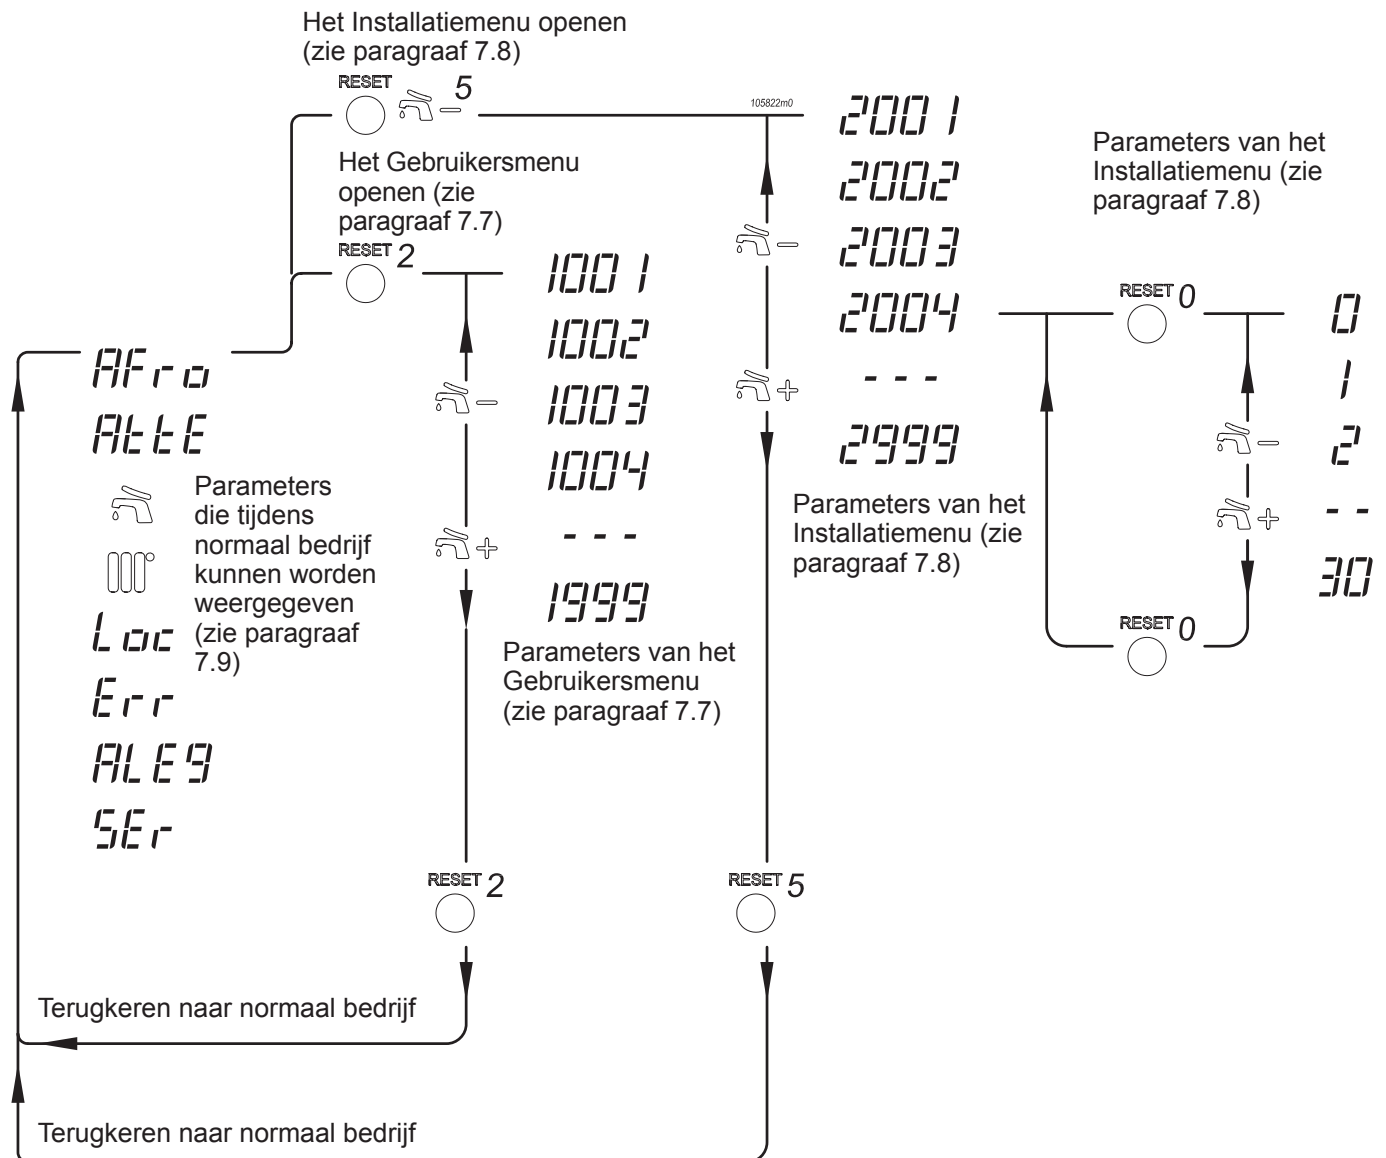 Het Installatiemenu openen
(zie paragraaf 7.8)
RESET 5
105822m0
Het Gebruikersmenu
openen (zie
paragraaf 7.7)
RESET 2
AFro
AttE
Parameters
die tijdens
normaal bedrijf
kunnen worden
weergegeven
(zie paragraaf
7.9)
Loc
Err
ALE9
SEr
1001
1002
1003
1004
- - -
1999
Parameters van het
Gebruikersmenu
(zie paragraaf 7.7)
2001
2002
2003
2004
- - -
2999
Parameters van het
Installatiemenu (zie
paragraaf 7.8)
Parameters van het
Installatiemenu (zie
paragraaf 7.8)
RESET 0
0
1
2
- -
30
RESET 0
RESET 2
RESET 5
Terugkeren naar normaal bedrijf
Terugkeren naar normaal bedrijf